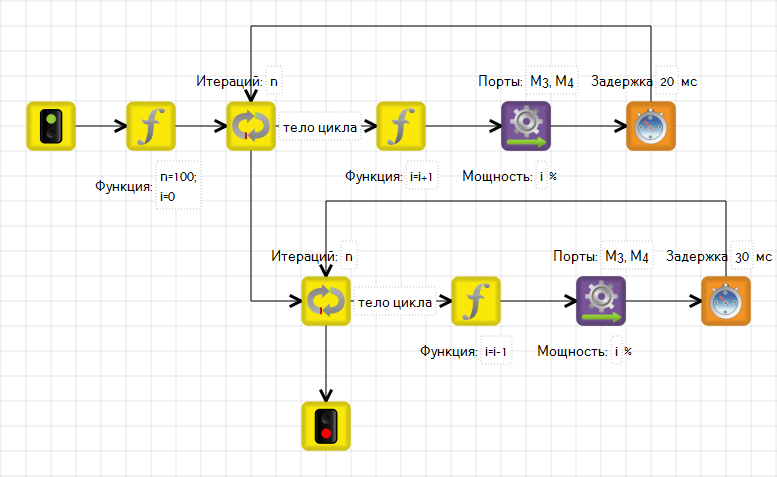 Итераций: n
Порты: M3, M4
Задержка 20 мс
тело цикла
Функция: n=100;
i=0
Функция: i=i+1
Мощность: i %
Итераций: n
Порты: M3, M4
Задержка 30 мс
тело цикла
Функция: i=i-1
Мощность: i %